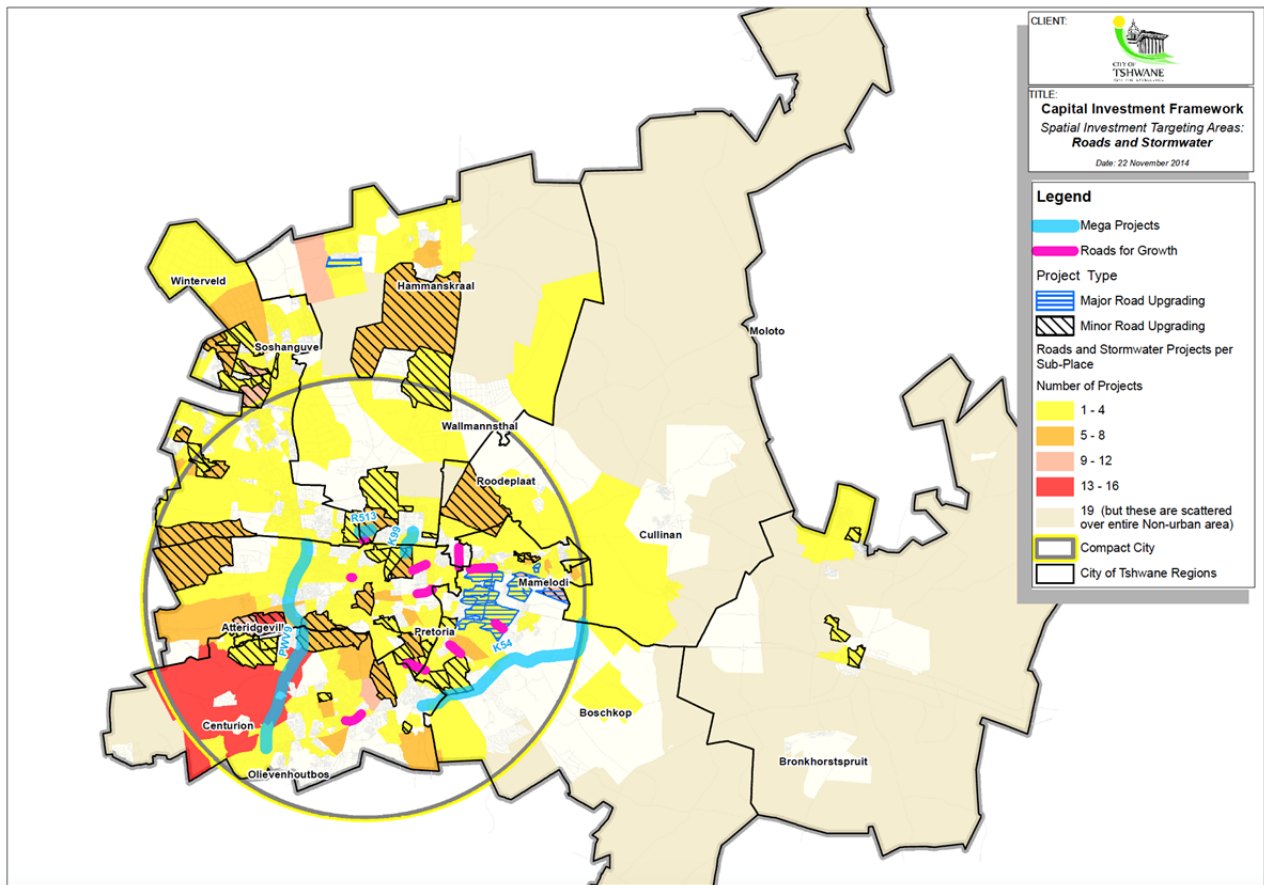 CLIENT:
CITY OF
TSHWANE
TITLE:
Capital Investment Framework
Spatial Investment Targeting Areas:
Roads and Stormwater
Date: 22 November 2014
Legend
Mega Projects
Roads for Growth
Project Type
Major Road Upgrading
Minor Road Upgrading
Roads and Stormwater Projects per
Sub-Place
Number of Projects
1 - 4
5 - 8
9 - 12
13 - 16
19 (but these are scattered
over entire Non-urban area)
Compact City
City of Tshwane Regions
Winterveld
Hammanskraal
Soshanguve
Moloto
Wallmannsthal
Roodeplaat
R513
K99
Cullinan
Mamelodi
Atteridgevill
PWV9
Pretoria
K54
Centurion
Boschkop
Olievenhoutbos
Bronkhorstspruit